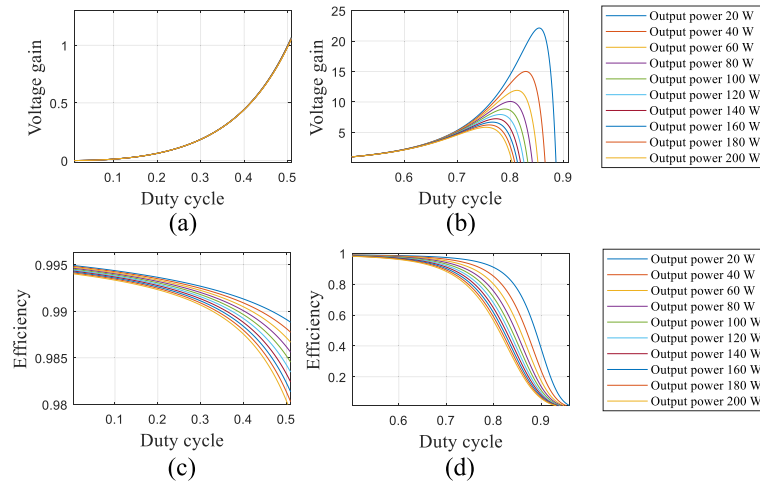 Voltage gain
1
0.5
0
0.1 0.2 0.3 0.4 0.5
Duty cycle
(a)
Voltage gain
25
20
15
10
5
0.6 0.7 0.8 0.9
Duty cycle
(b)
Output power 20 W
Output power 40 W
Output power 60 W
Output power 80 W
Output power 100 W
Output power 120 W
Output power 140 W
Output power 160 W
Output power 180 W
Output power 200 W
Efficiency
0.995
0.99
0.985
0.98
0.1 0.2 0.3 0.4 0.5
Duty cycle
(c)
Efficiency
1
0.8
0.6
0.4
0.2
0.6 0.7 0.8 0.9
Duty cycle
(d)
Output power 20 W
Output power 40 W
Output power 60 W
Output power 80 W
Output power 100 W
Output power 120 W
Output power 140 W
Output power 160 W
Output power 180 W
Output power 200 W